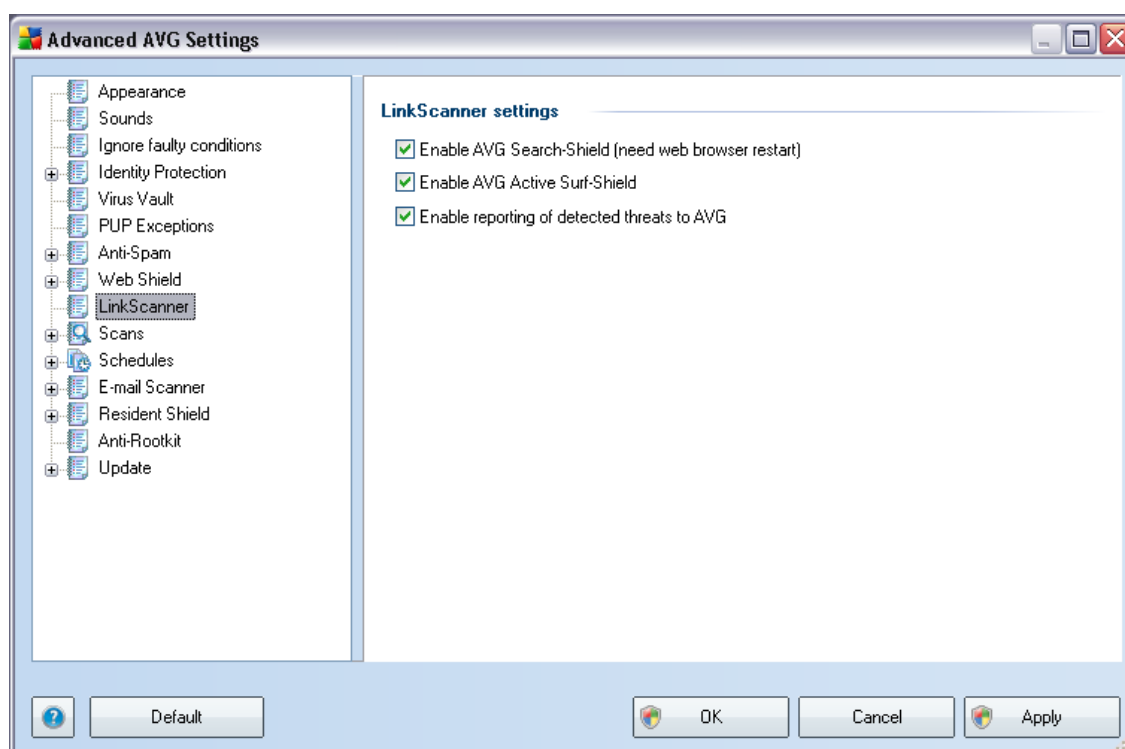 Advanced AVG Settings
Appearance
Sounds
Ignore faulty conditions
Identity Protection
Virus Vault
PUP Exceptions
Anti-Spam
Web Shield
LinkScanner
Scans
Schedules
E-mail Scanner
Resident Shield
Anti-Rootkit
Update
LinkScanner settings
Enable AVG Search-Shield (need web browser restart)
Enable AVG Active Surf-Shield
Enable reporting of detected threats to AVG
Default
OK
Cancel
Apply